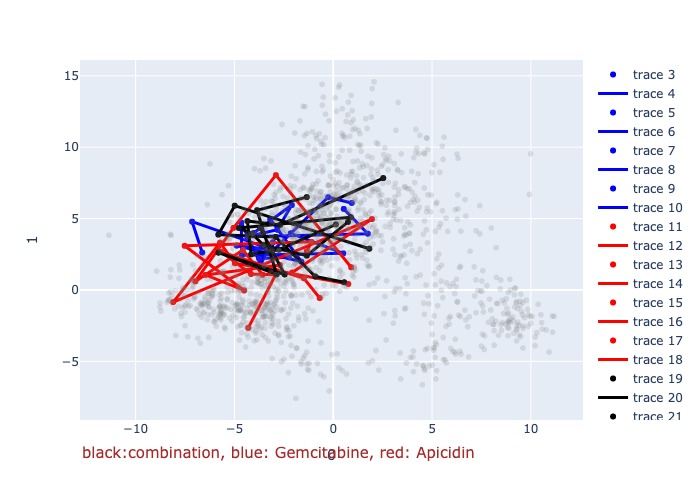 15
10
5
0
−5
1
−10
−5
0
5
10
0
black:combination, blue: Gemcitabine, red: Apicidin
trace 3
trace 4
trace 5
trace 6
trace 7
trace 8
trace 9
trace 10
trace 11
trace 12
trace 13
trace 14
trace 15
trace 16
trace 17
trace 18
trace 19
trace 20
trace 21